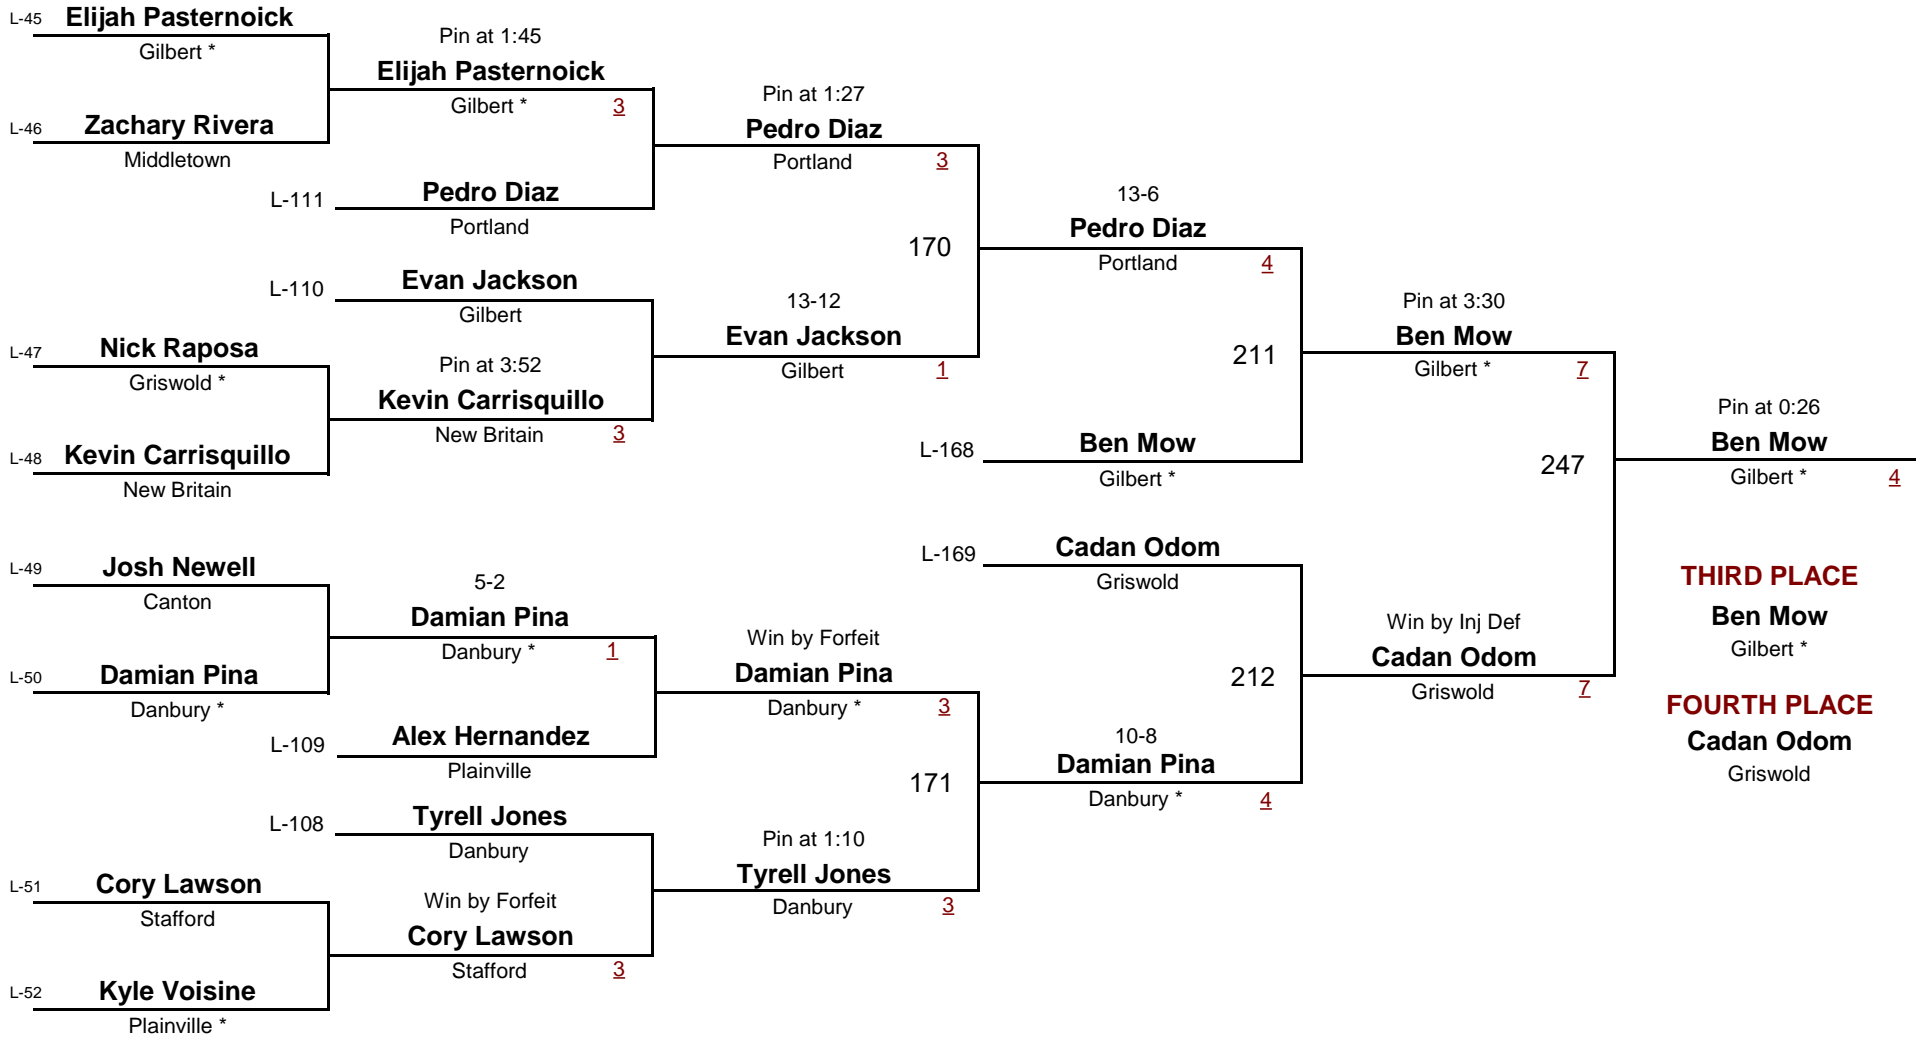 L-45 Elijah Pasternoick
Gilbert *
L-46 Zachary Rivera
Middletown
L-47 Nick Raposa
Griswold *
L-48 Kevin Carrisquillo
New Britain
L-49 Josh Newell
Canton
L-50 Damian Pina
Danbury *
L-51 Cory Lawson
Stafford
L-52 Kyle Voisine
Plainville *
Pin at 1:45
Elijah Pasternoick
Gilbert * 3
L-111 Pedro Diaz
Portland
L-110 Evan Jackson
Gilbert
Pin at 3:52
Kevin Carrisquillo
New Britain 3
5-2
Damian Pina
Danbury * 1
L-109 Alex Hernandez
Plainville
L-108 Tyrell Jones
Danbury
Win by Forfeit
Cory Lawson
Stafford 3
Pin at 1:27
Pedro Diaz
Portland 3
170
13-12
Evan Jackson
Gilbert 1
Win by Forfeit
Damian Pina
Danbury * 3
171
Pin at 1:10
Tyrell Jones
Danbury 3
13-6
Pedro Diaz
Portland 4
211
L-168 Ben Mow
Gilbert *
L-169 Cadan Odom
Griswold
212
10-8
Damian Pina
Danbury * 4
Pin at 3:30
Ben Mow
Gilbert * 7
247
Win by Inj Def
Cadan Odom
Griswold 7
Pin at 0:26
Ben Mow
Gilbert * 4
THIRD PLACE
Ben Mow
Gilbert *
FOURTH PLACE
Cadan Odom
Griswold